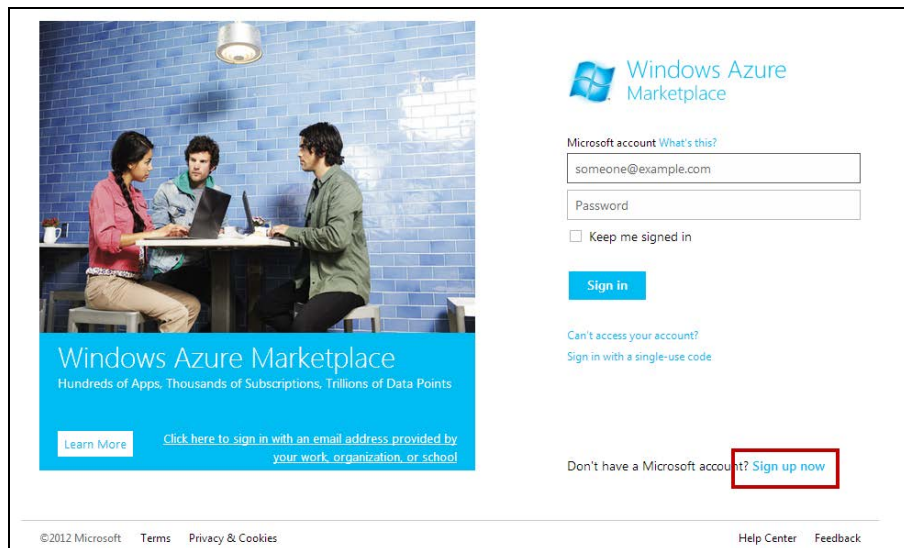 Windows Azure
Marketplace
Microsoft account What's this?
someone@example.com
Password
Keep me signed in
Sign in
Can't access your account?
Sign in with a single-use code
Windows Azure Marketplace
Hundreds of Apps, Thousands of Subscriptions, Trillions of Data Points
Learn More
Click here to sign in with an email address provided by
your work, organization, or school
Don't have a Microsoft account? Sign up now
©2012 Microsoft Terms Privacy & Cookies Help Center Feedback